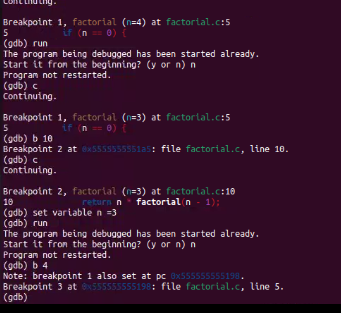 Continuing.
Breakpoint 1, factorial (n=4) at factorial.c:5
5 if (n == 0) {
(gdb) run
The program being debugged has been started already.
Start it from the beginning? (y or n) n
Program not restarted.
(gdb) c
Continuing.
Breakpoint 1, factorial (n=3) at factorial.c:5
5 if (n == 0) {
(gdb) b 10
Breakpoint 2 at 0x5555555551a5: file factorial.c, line 10.
(gdb) c
Continuing.
Breakpoint 2, factorial (n=3) at factorial.c:10
10 return n * factorial(n - 1);
(gdb) set variable n =3
(gdb) run
The program being debugged has been started already.
Start it from the beginning? (y or n) n
Program not restarted.
(gdb) b 4
Note: breakpoint 1 also set at pc 0x555555555198.
Breakpoint 3 at 0x555555555198: file factorial.c, line 5.
(gdb)